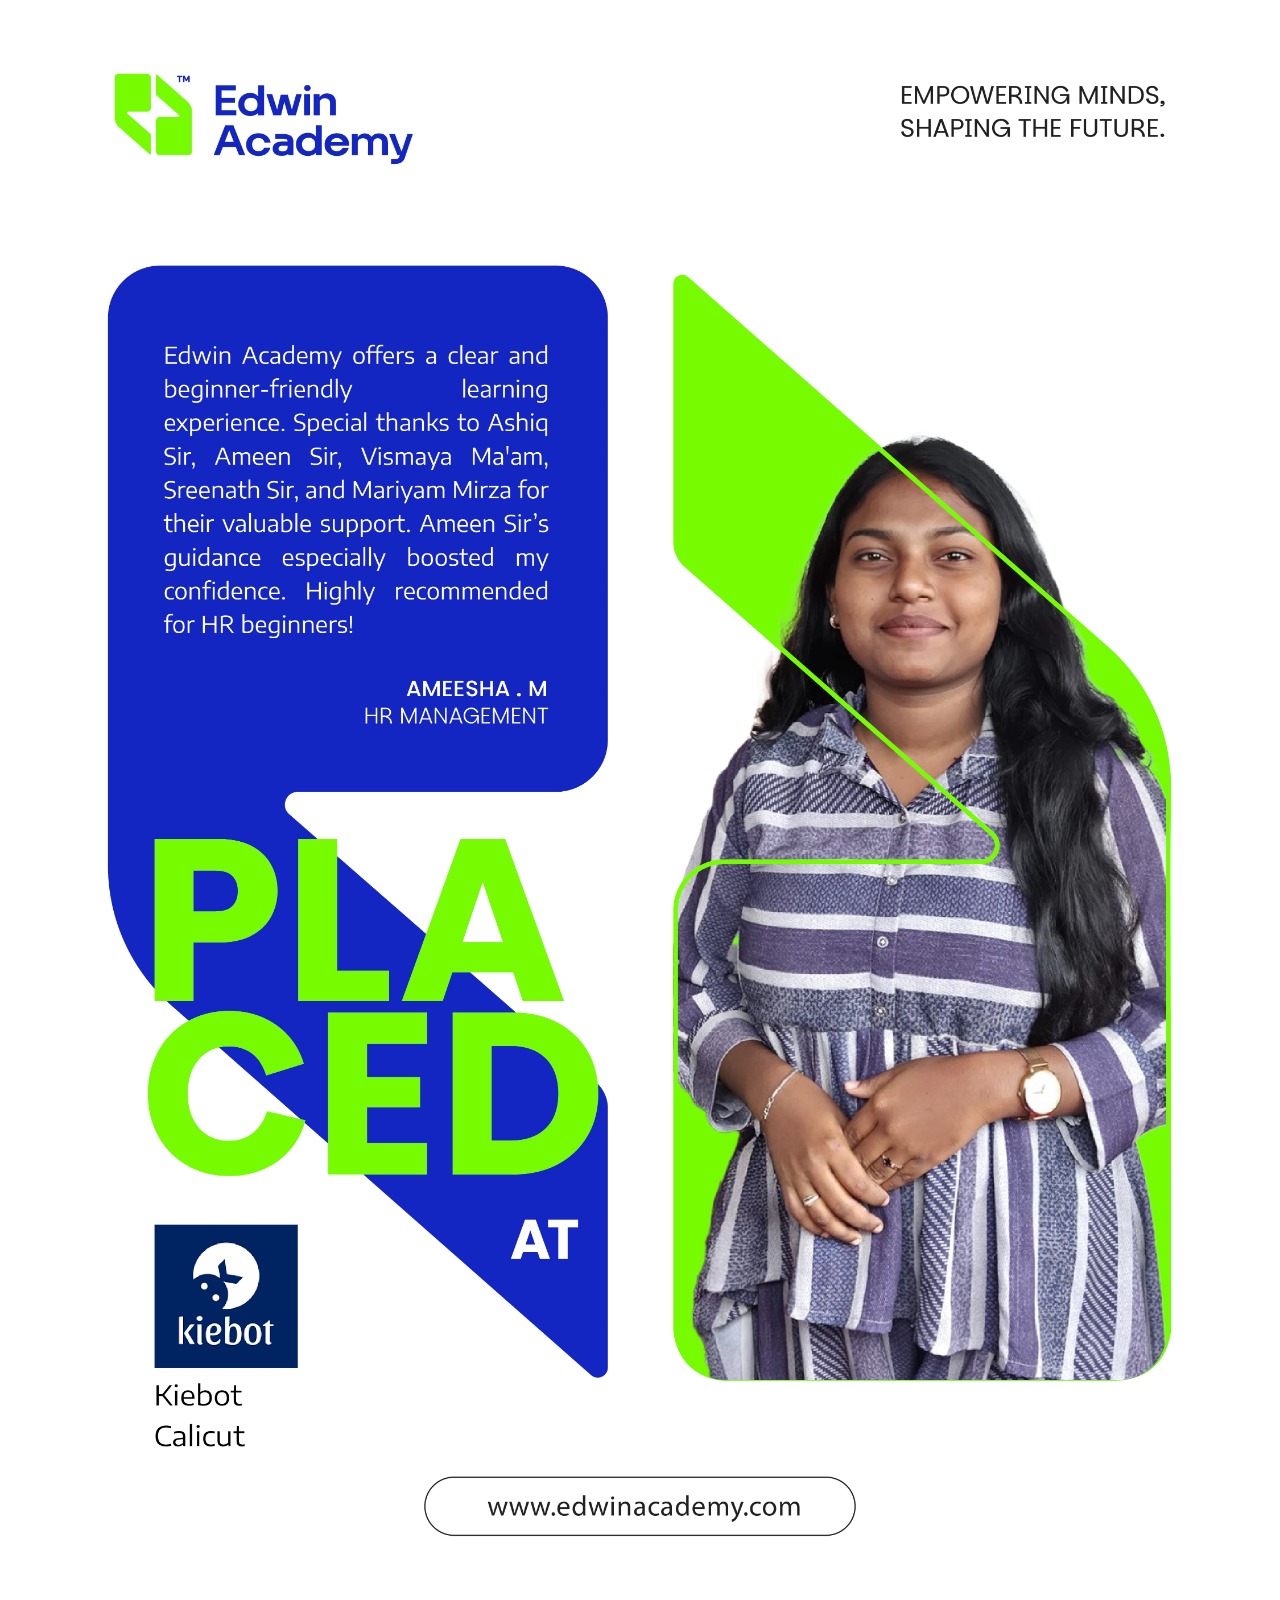 TM
Edwin
Academy
EMPOWERING MINDS,
SHAPING THE FUTURE.
Edwin Academy offers a clear and
beginner-friendly learning
experience. Special thanks to Ashiq
Sir, Ameen Sir, Vismaya Ma'am,
Sreenath Sir, and Mariyam Mirza for
their valuable support. Ameen Sir’s
guidance especially boosted my
confidence. Highly recommended
for HR beginners!
AMEESHA . M
HR MANAGEMENT
PLA
CED
AT
kiebot
Kiebot
Calicut
www.edwinacademy.com